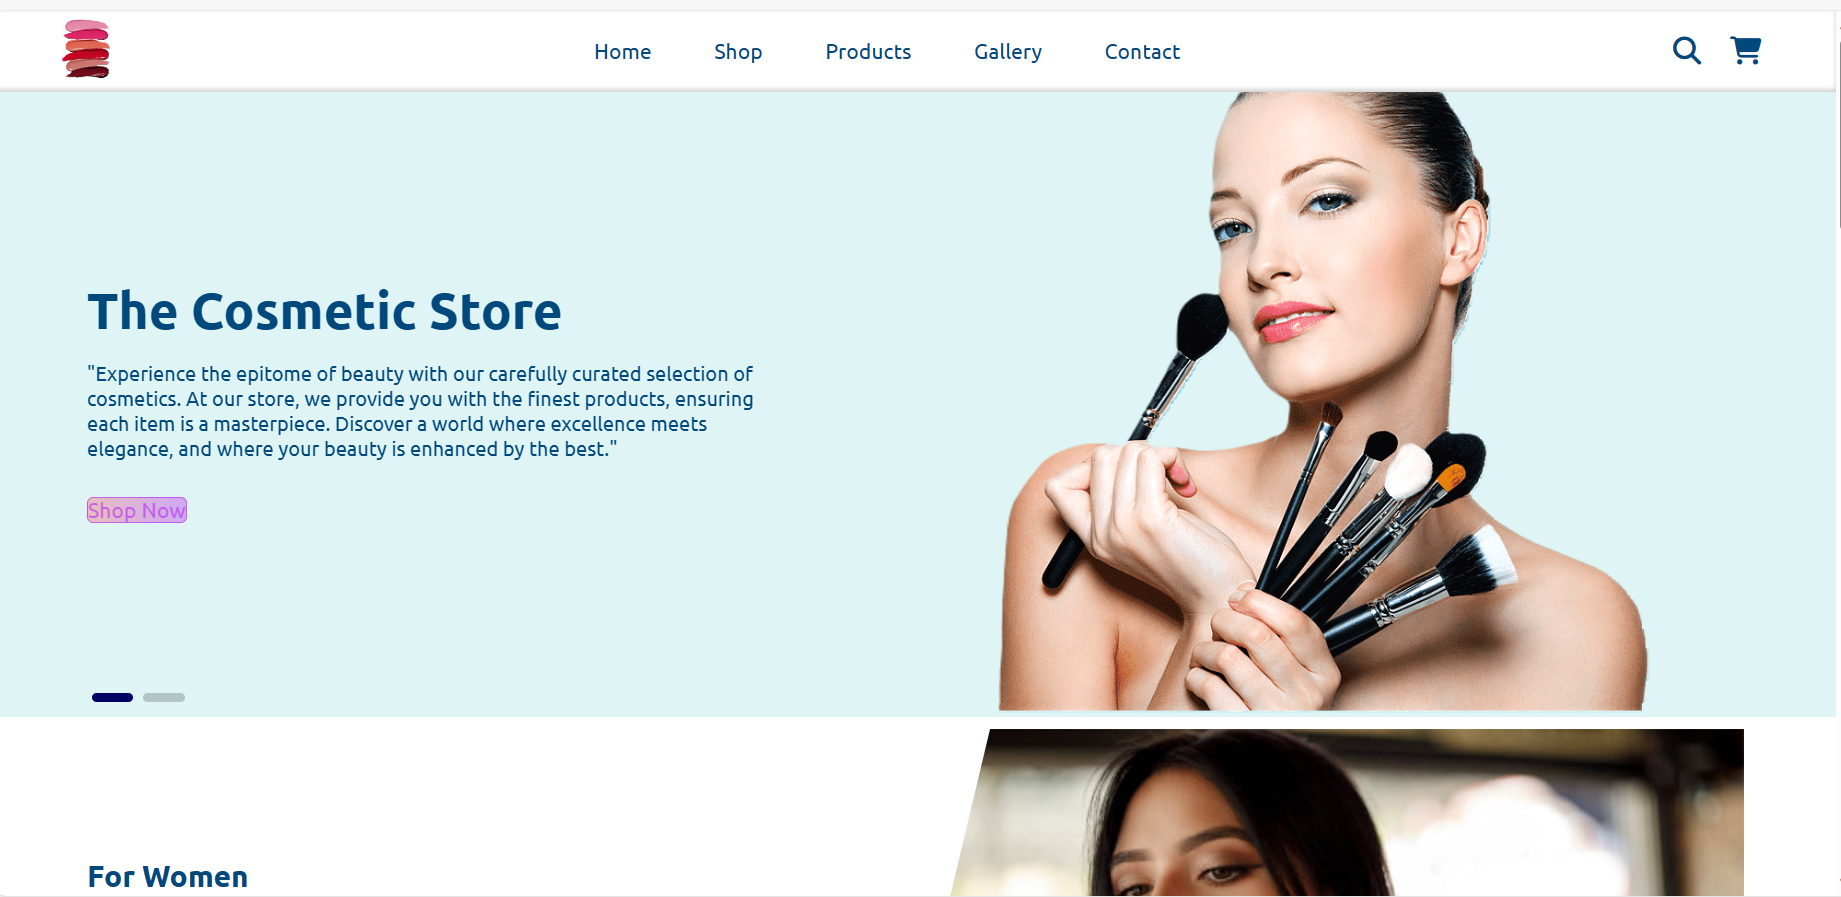 Home Shop Products Gallery Contact
The Cosmetic Store
"Experience the epitome of beauty with our carefully curated selection of
cosmetics. At our store, we provide you with the finest products, ensuring
each item is a masterpiece. Discover a world where excellence meets
elegance, and where your beauty is enhanced by the best."
Shop Now
For Women